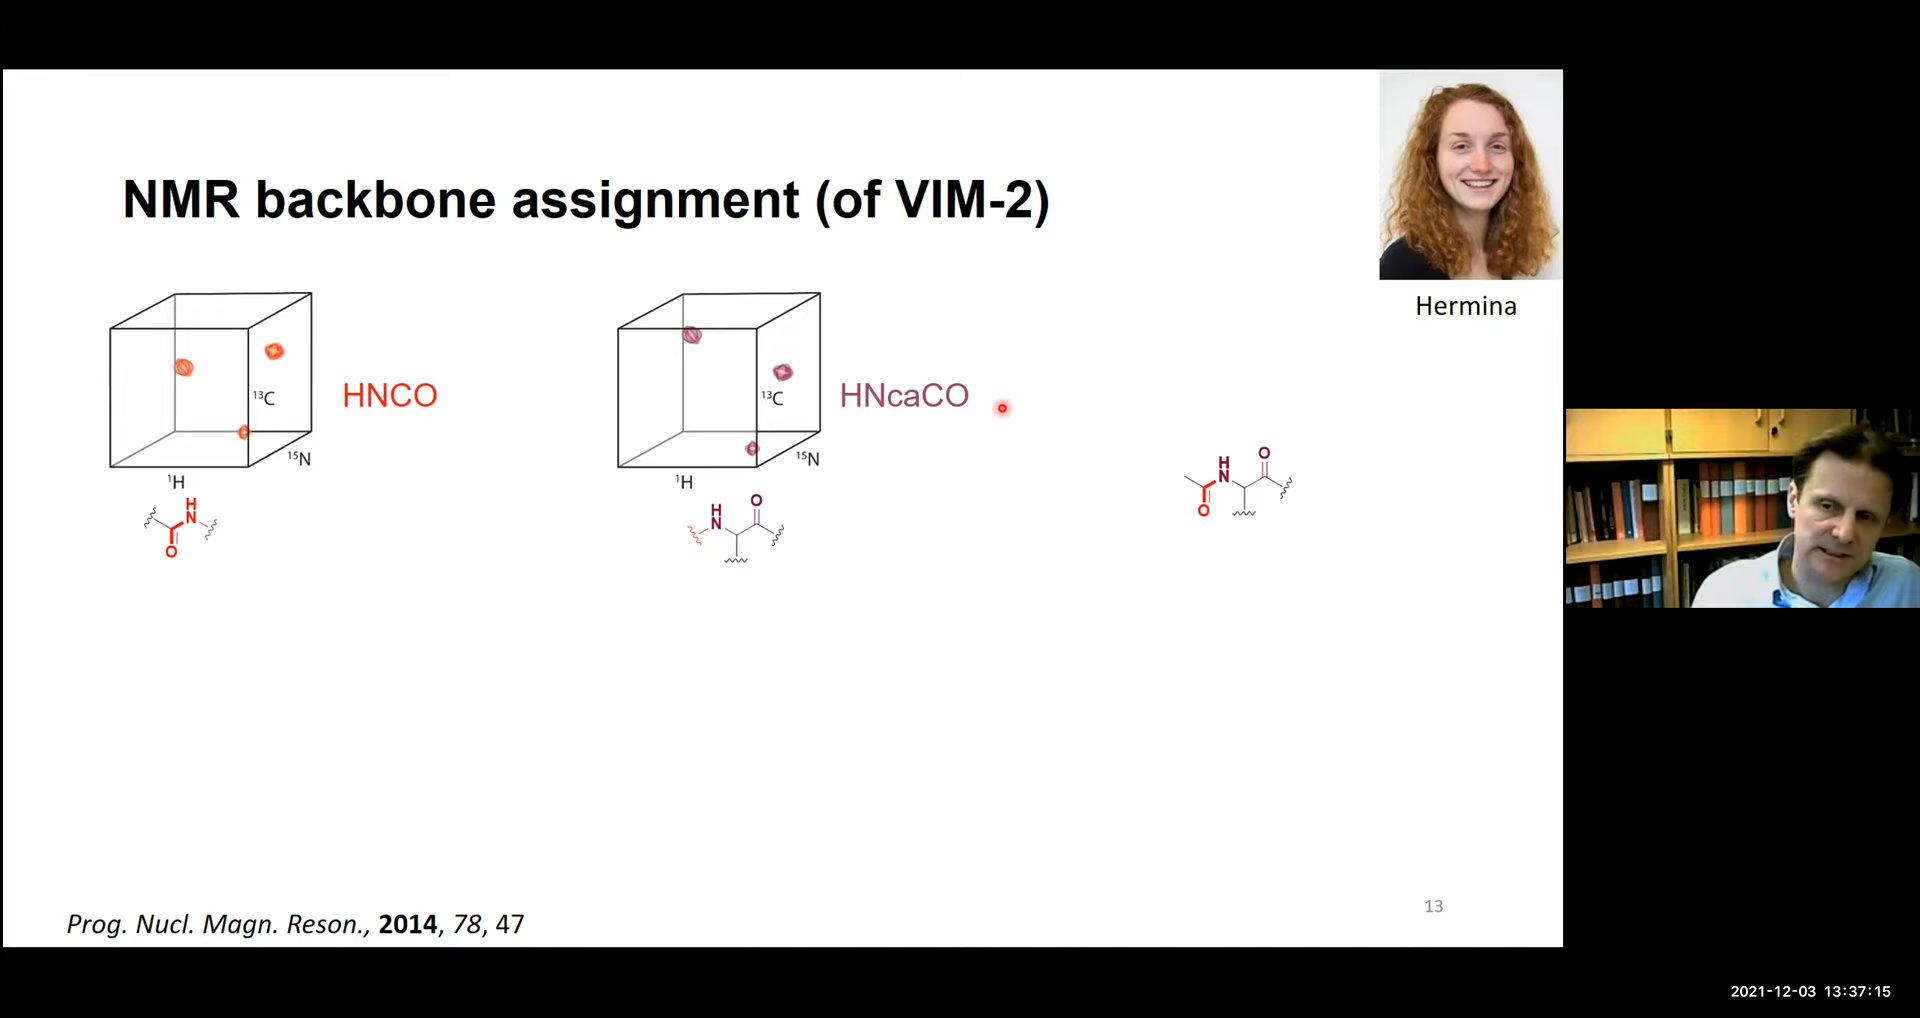 NMR backbone assignment (of VIM-2)
Hermina
¹³C
HNCO
¹⁵N
¹H
H
N
O
¹³C
HNcaCO
¹⁵N
¹H
H
N
O
H
N
O
O
Prog. Nucl. Magn. Reson., 2014, 78, 47
13
2021-12-03 13:37:15